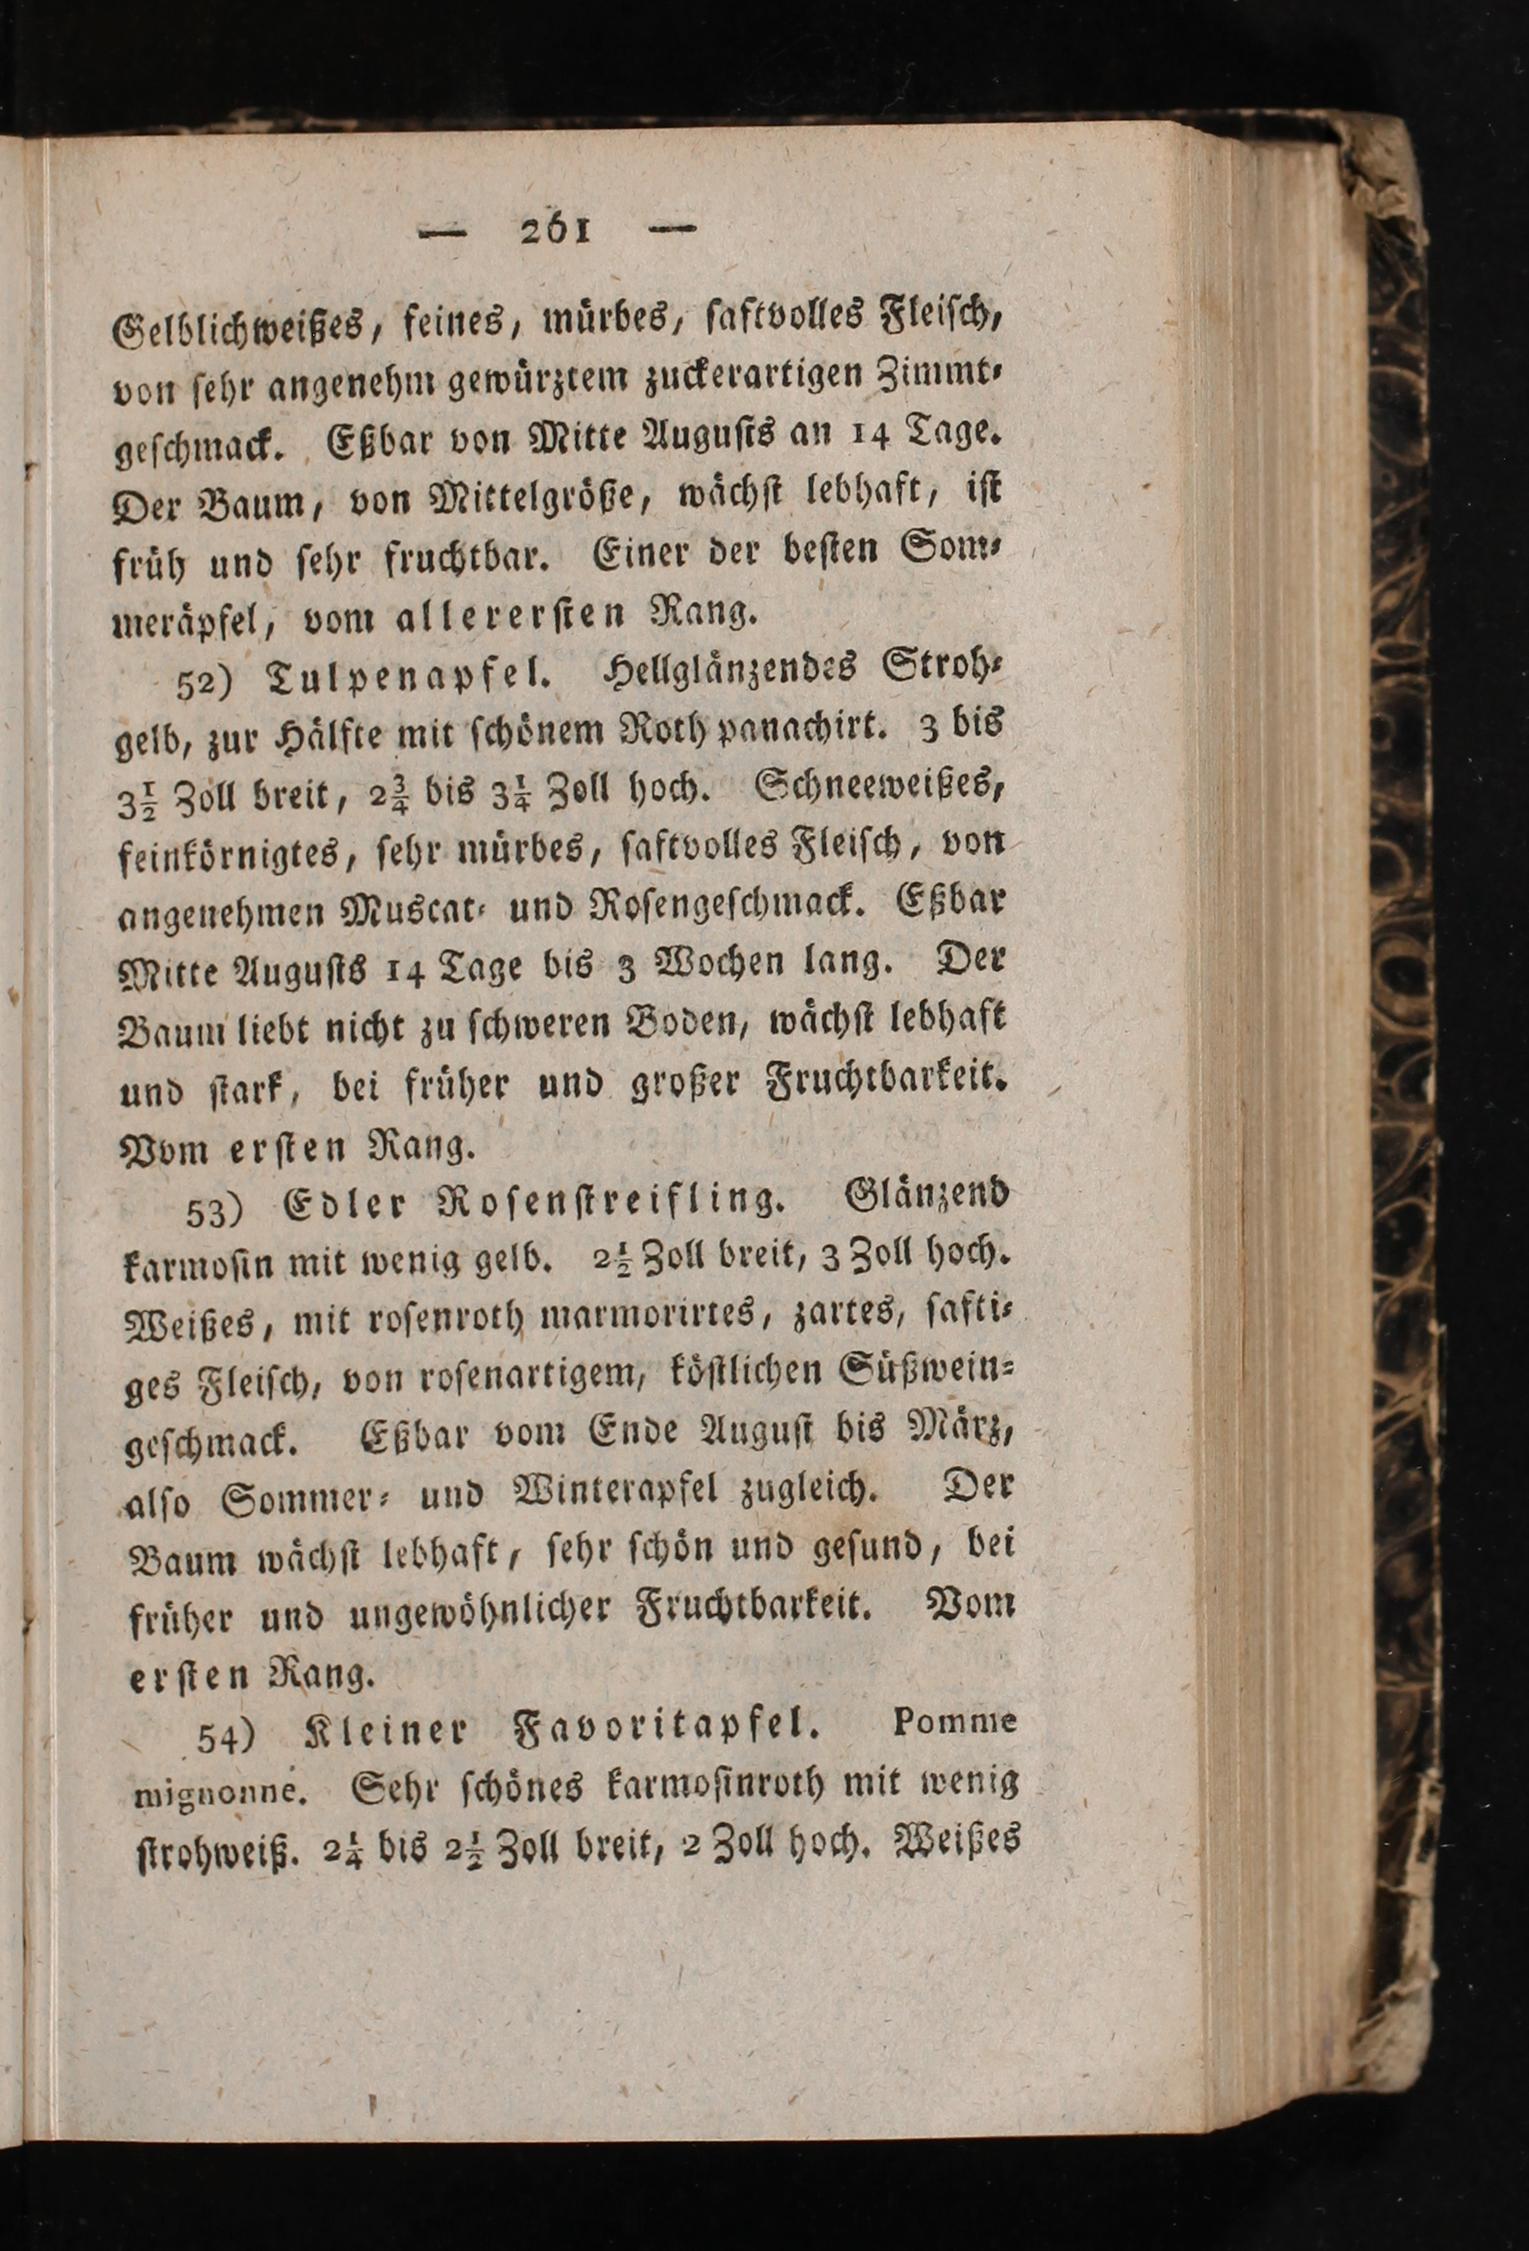 — 261 —
Gelblichweißes, feines, mürbes, ſaftvolles Fleiſch,
von ſehr angenehm gewürztem zuckerartigen Zimmt⸗
geſchmack. Eßbar von Mitte Auguſts an 14 Tage.
Der Baum, von Mittelgröße, wächſt lebhaft, iſt
früh und ſehr fruchtbar. Einer der beſten Som⸗
meräpfel, vom allererſten Rang.
52) Tulpenapfel. Hellglänzendes Stroh⸗
gelb, zur Hälfte mit ſchönem Roth panachirt. 3 bis
3½ Zoll breit, 2¾ bis 3¼ Zoll hoch. Schneeweißes,
feinkörnigtes, ſehr mürbes, ſaftvolles Fleiſch, von
angenehmen Muscat⸗ und Roſengeſchmack. Eßbar
Mitte Auguſts 14 Tage bis 3 Wochen lang. Der
Baum liebt nicht zu ſchweren Boden, wächſt lebhaft
und ſtark, bei früher und großer Fruchtbarkeit.
Vom erſten Rang.
53) Edler Roſenſtreifling. Glänzend
karmoſin mit wenig gelb. 2½ Zoll breit, 3 Zoll hoch.
Weißes, mit roſenroth marmorirtes, zartes, ſafti⸗
ges Fleiſch, von roſenartigem, köſtlichen Süßwein⸗
geſchmack. Eßbar vom Ende Auguſt bis März,
alſo Sommer⸗ und Winterapfel zugleich. Der
Baum wächſt lebhaft, ſehr ſchön und geſund, bei
früher und ungewöhnlicher Fruchtbarkeit. Vom
erſten Rang.
54) Kleiner Favoritapfel. Pomme
mignonne. Sehr ſchönes karmoſinroth mit wenig
ſtrohweiß. 2¼ bis 2½ Zoll breit, 2 Zoll hoch. Weißes